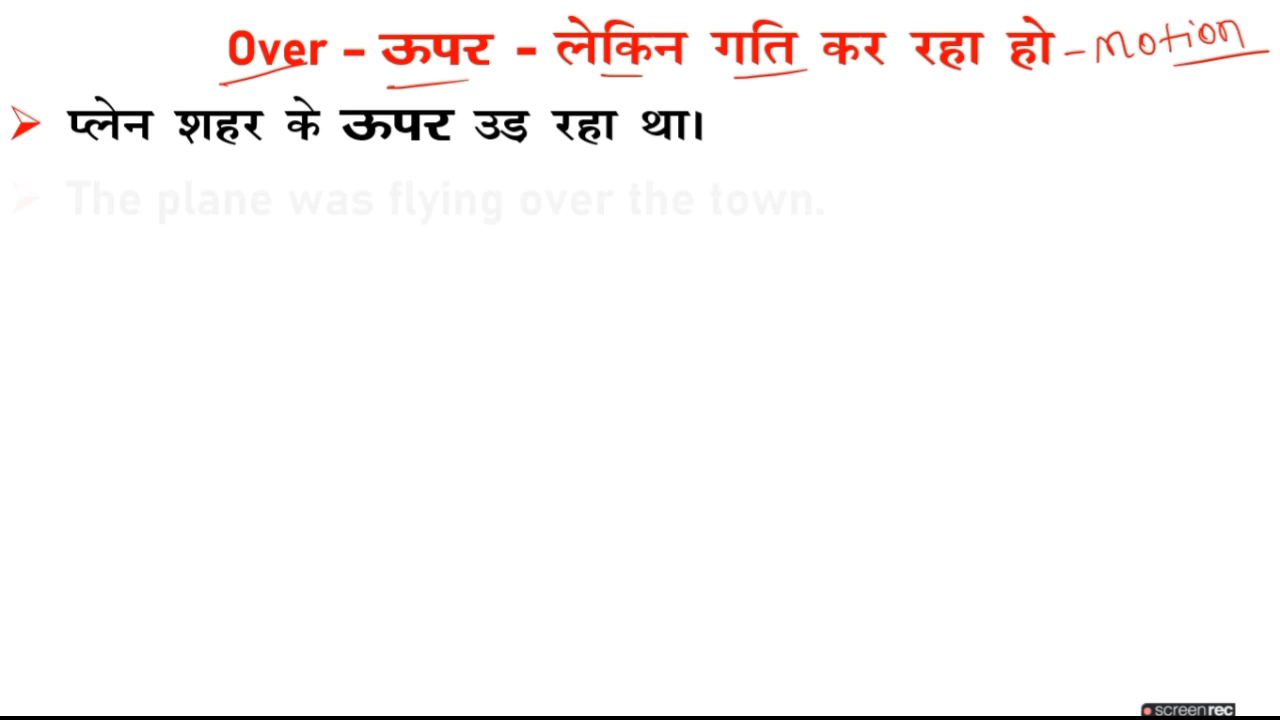 Over – ऊपर - लेकिन गति कर रहा हो – Motion
➢ प्लेन शहर के ऊपर उड़ रहा था।
➢ The plane was flying over the town.
screenrec